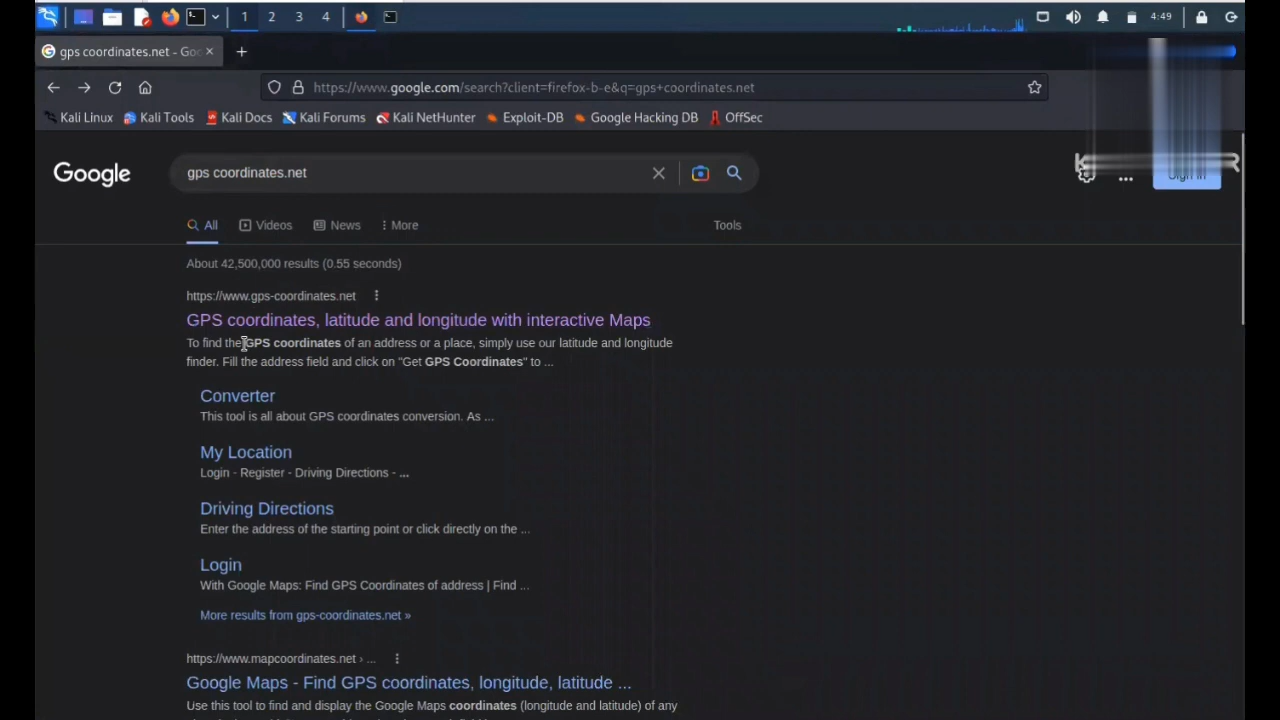 1 2 3 4 4:49
gps coordinates.net - Goo
https://www.google.com/search?client=firefox-b-e&q=gps+coordinates.net
Kali Linux Kali Tools Kali Docs Kali Forums Kali NetHunter Exploit-DB Google Hacking DB OffSec
Google gps coordinates.net
All Videos News More Tools
About 42,500,000 results (0.55 seconds)
https://www.gps-coordinates.net
GPS coordinates, latitude and longitude with interactive Maps
To find the GPS coordinates of an address or a place, simply use our latitude and longitude
finder. Fill the address field and click on "Get GPS Coordinates" to ...
Converter
This tool is all about GPS coordinates conversion. As ...
My Location
Login - Register - Driving Directions - ...
Driving Directions
Enter the address of the starting point or click directly on the ...
Login
With Google Maps: Find GPS Coordinates of address | Find ...
More results from gps-coordinates.net »
https://www.mapcoordinates.net › ...
Google Maps - Find GPS coordinates, longitude, latitude ...
Use this tool to find and display the Google Maps coordinates (longitude and latitude) of any